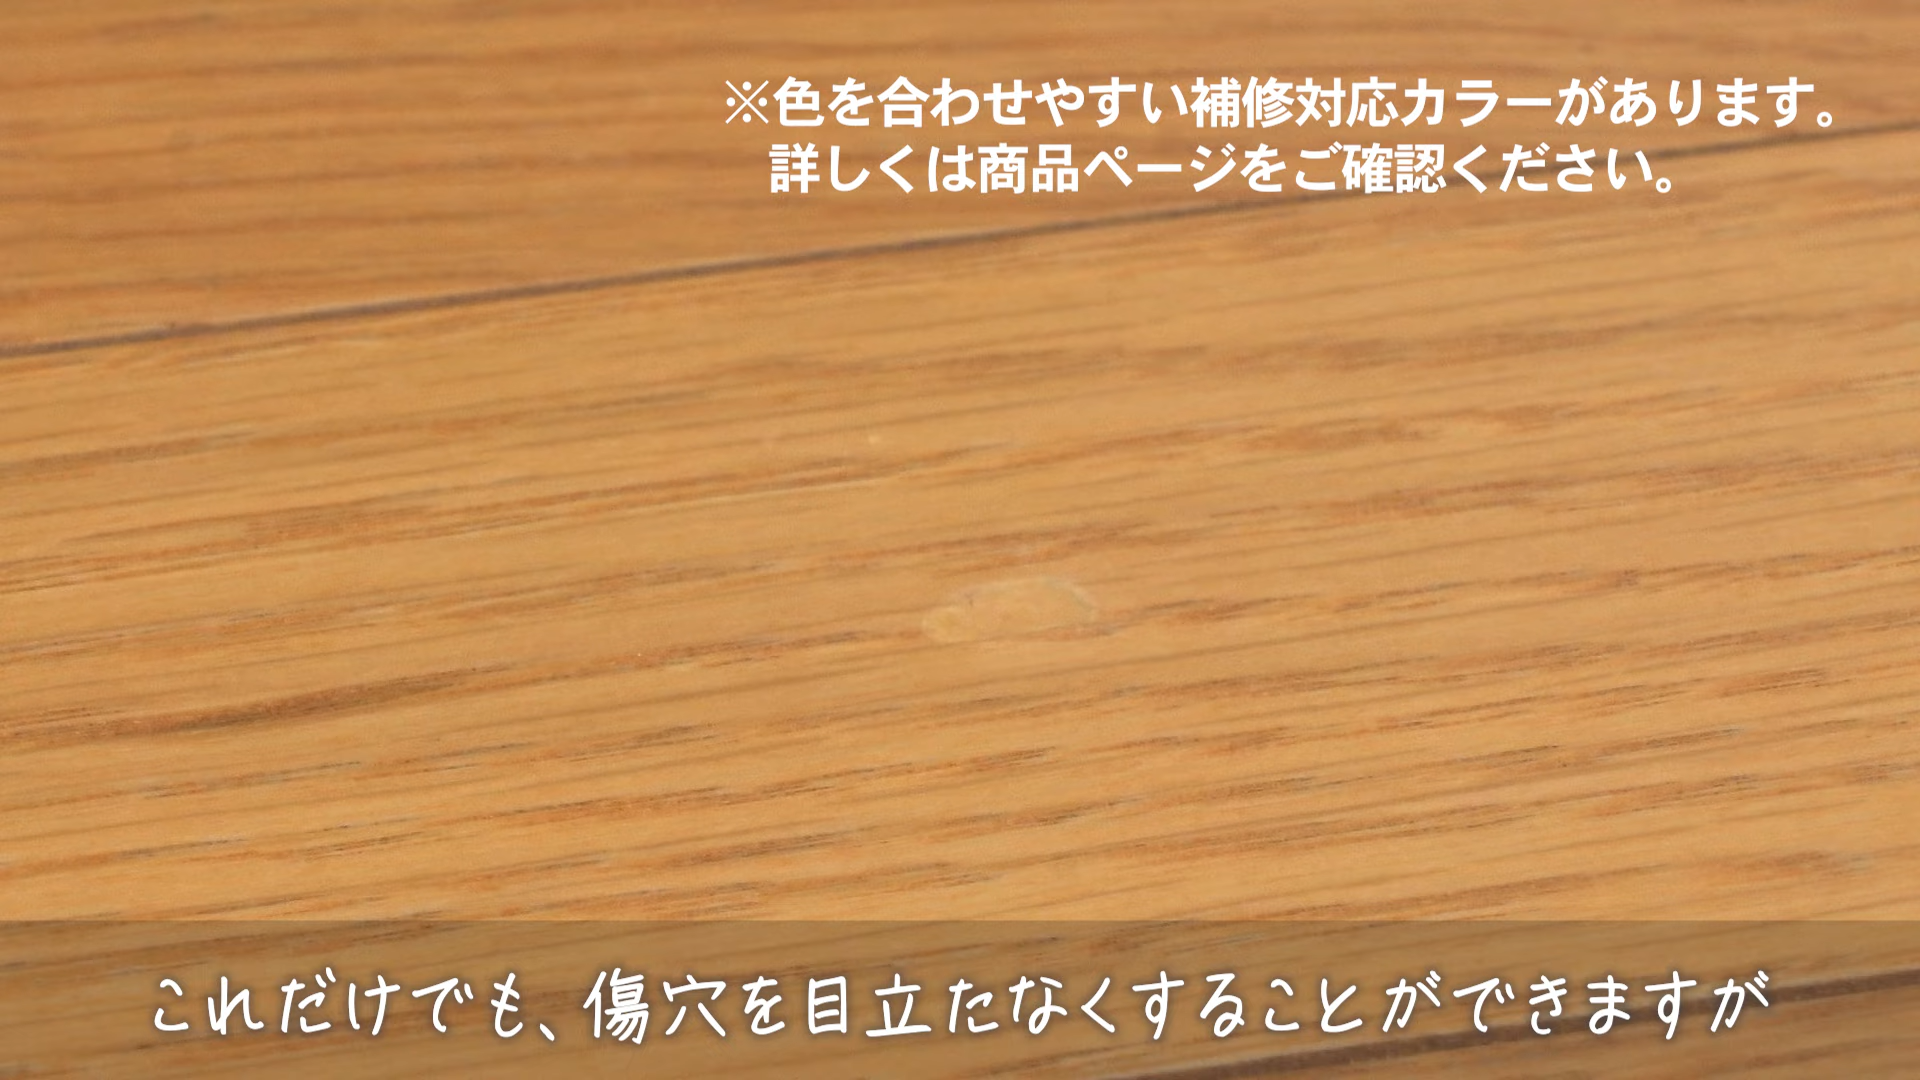 ※色を合わせやすい補修対応カラーがあります。
詳しくは商品ページをご確認ください。
これだけでも、傷穴を目立たなくすることができますが